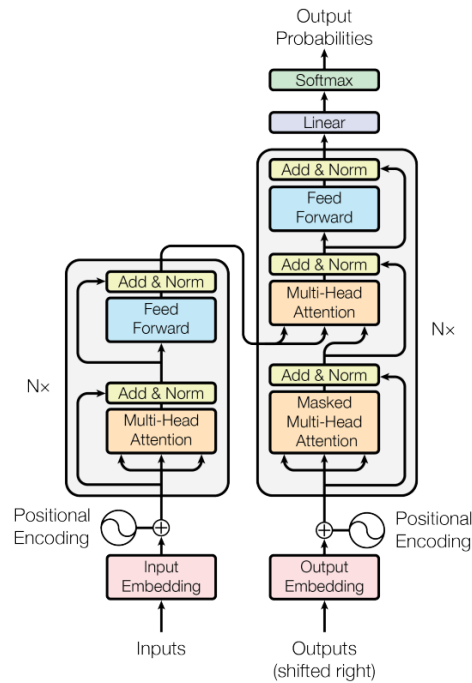 Output
Probabilities
Softmax
Linear
Add & Norm
Feed
Forward
Add & Norm
Multi-Head
Attention
Nx
Add & Norm
Masked
Multi-Head
Attention
Add & Norm
Feed
Forward
Nx
Add & Norm
Multi-Head
Attention
Positional
Encoding
Positional
Encoding
Input
Embedding
Output
Embedding
Inputs
Outputs
(shifted right)